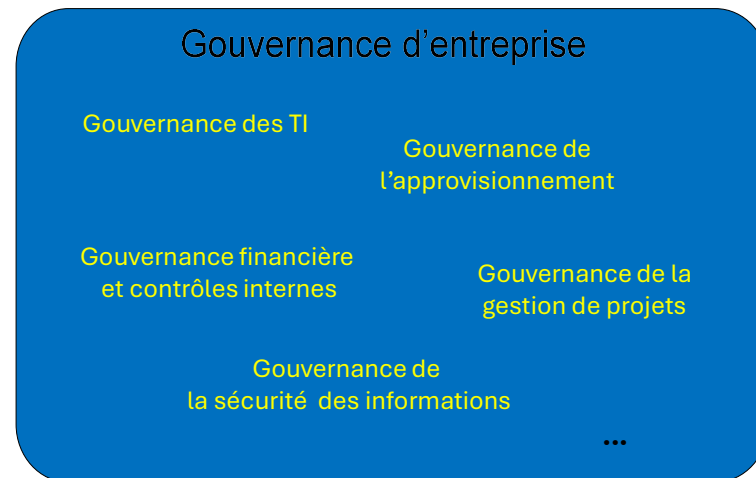 Gouvernance d’entreprise
Gouvernance des TI
Gouvernance de
l’approvisionnement
Gouvernance financière
et contrôles internes
Gouvernance de la
gestion de projets
Gouvernance de
la sécurité des informations
...